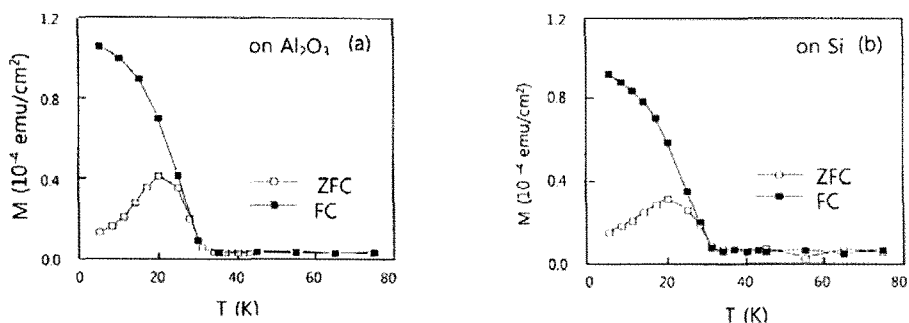 1.2
on Al₂O₃ (a)
M (10⁻⁴ emu/cm²)
0.8
0.4
0.0
ZFC
FC
0 20 40 60 80
T (K)
1.2
on Si (b)
M (10⁻⁴ emu/cm²)
0.8
0.4
0.0
ZFC
FC
0 20 40 60 80
T (K)